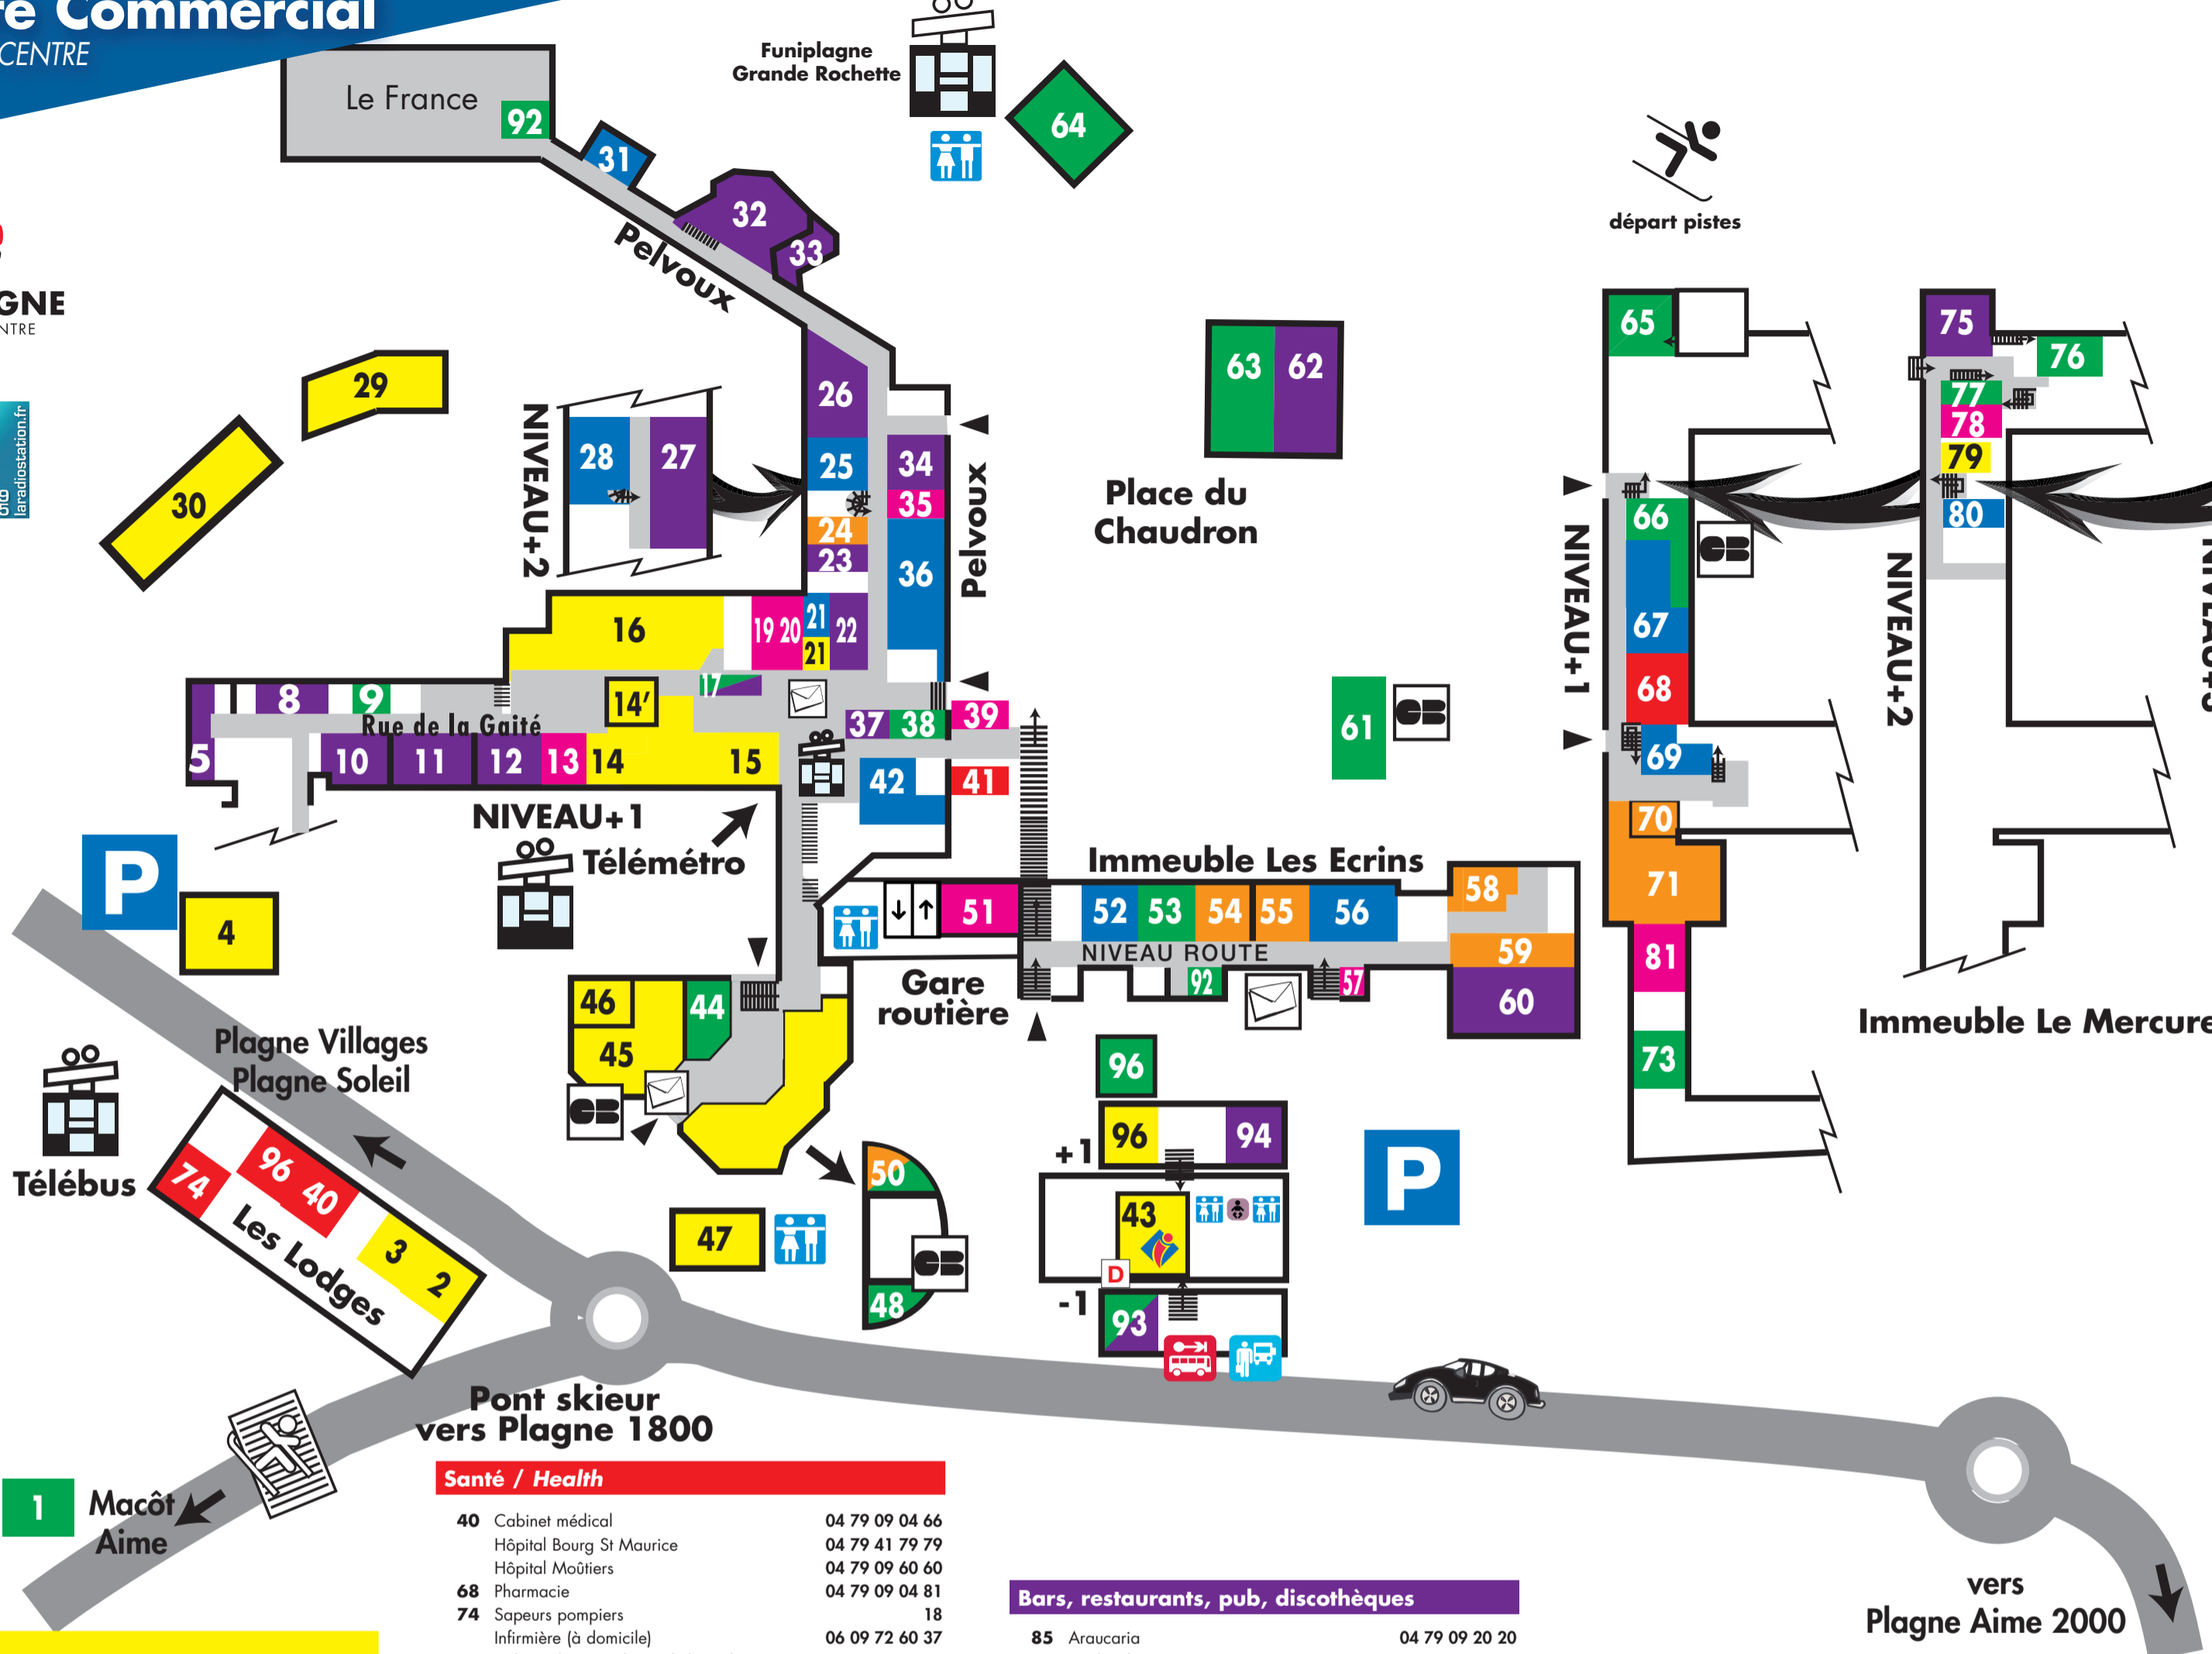 re Commercial
CENTRE
Le France
92
31
32
33
Pelvoux
Funiplagne
Grande Rochette
64
départ pistes
GNE
NTRE
laradiostation.fr
29
30
NIVEAU+2
28
27
26
25
24
23
34
35
36
Pelvoux
63
62
Place du
Chaudron
65
66
67
68
69
70
71
81
73
NIVEAU+1
75
76
77
78
79
80
NIVEAU+2
Immeuble Le Mercure
16
19
20
21
21
22
17
14'
8
9
Rue de la Gaité
5
10
11
12
13
14
15
37
38
39
42
41
61
CB
NIVEAU+1
Télémétro
P
4
Immeuble Les Ecrins
51
52
53
54
55
56
58
59
60
NIVEAU ROUTE
92
57
Gare
routière
46
44
45
CB
Plagne Villages
Plagne Soleil
Télébus
74
96
40
3
2
Les Lodges
47
50
48
CB
96
+1
96
94
43
D
-1
93
P
CB
Pont skieur
vers Plagne 1800
1
Macôt
Aime
vers
Plagne Aime 2000
Santé / Health
40 Cabinet médical 04 79 09 04 66
Hôpital Bourg St Maurice 04 79 41 79 79
Hôpital Moûtiers 04 79 09 60 60
68 Pharmacie 04 79 09 04 81
74 Sapeurs pompiers 18
Infirmière (à domicile) 06 09 72 60 37
Bars, restaurants, pub, discothèques
85 Araucaria 04 79 09 20 20